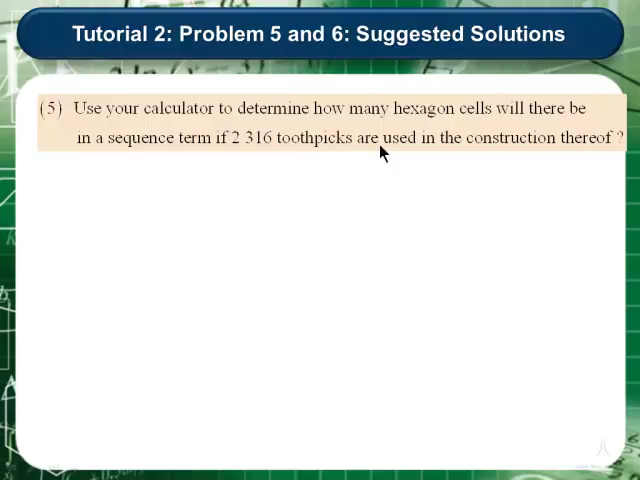 Tutorial 2: Problem 5 and 6: Suggested Solutions
(5) Use your calculator to determine how many hexagon cells will there be
in a sequence term if 2 316 toothpicks are used in the construction thereof ?